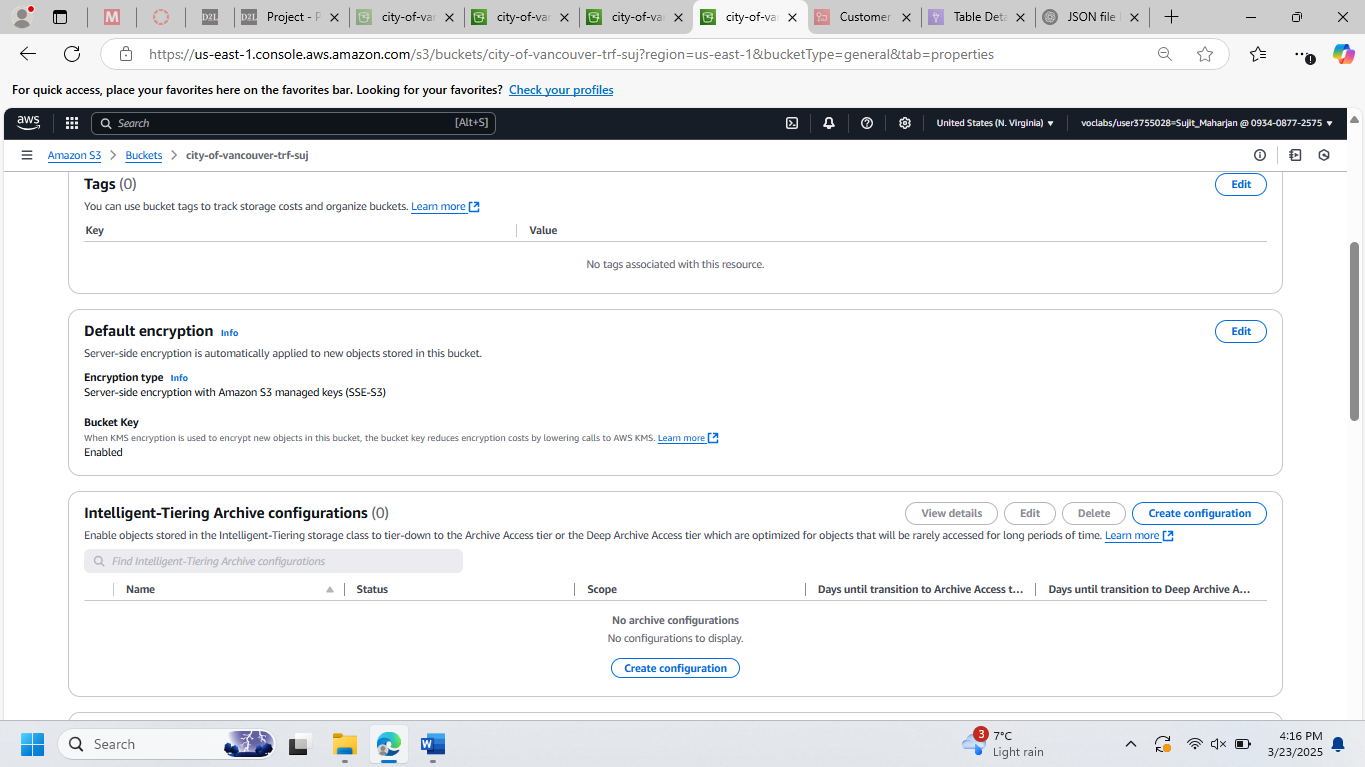 M
D2L
D2L Project - P
city-of-var
city-of-va
city-of-va
city-of-va
Customer
Table Deta
JSON file
https://us-east-1.console.aws.amazon.com/s3/buckets/city-of-vancouver-trf-suj?region=us-east-1&bucketType=general&tab=properties
For quick access, place your favorites here on the favorites bar. Looking for your favorites? Check your profiles
aws
Search [Alt+S]
United States (N. Virginia)
voclabs/user3755028=Sujit_Maharjan @ 0934-0877-2575
Amazon S3 > Buckets > city-of-vancouver-trf-suj
Tags (0)
Edit
You can use bucket tags to track storage costs and organize buckets. Learn more
Key Value
No tags associated with this resource.
Default encryption Info
Edit
Server-side encryption is automatically applied to new objects stored in this bucket.
Encryption type Info
Server-side encryption with Amazon S3 managed keys (SSE-S3)
Bucket Key
When KMS encryption is used to encrypt new objects in this bucket, the bucket key reduces encryption costs by lowering calls to AWS KMS. Learn more
Enabled
Intelligent-Tiering Archive configurations (0)
View details Edit Delete Create configuration
Enable objects stored in the Intelligent-Tiering storage class to tier-down to the Archive Access tier or the Deep Archive Access tier which are optimized for objects that will be rarely accessed for long periods of time. Learn more
Find Intelligent-Tiering Archive configurations
Name Status Scope Days until transition to Archive Access t... Days until transition to Deep Archive A...
No archive configurations
No configurations to display.
Create configuration
Search
3
7°C
Light rain
4:16 PM
3/23/2025